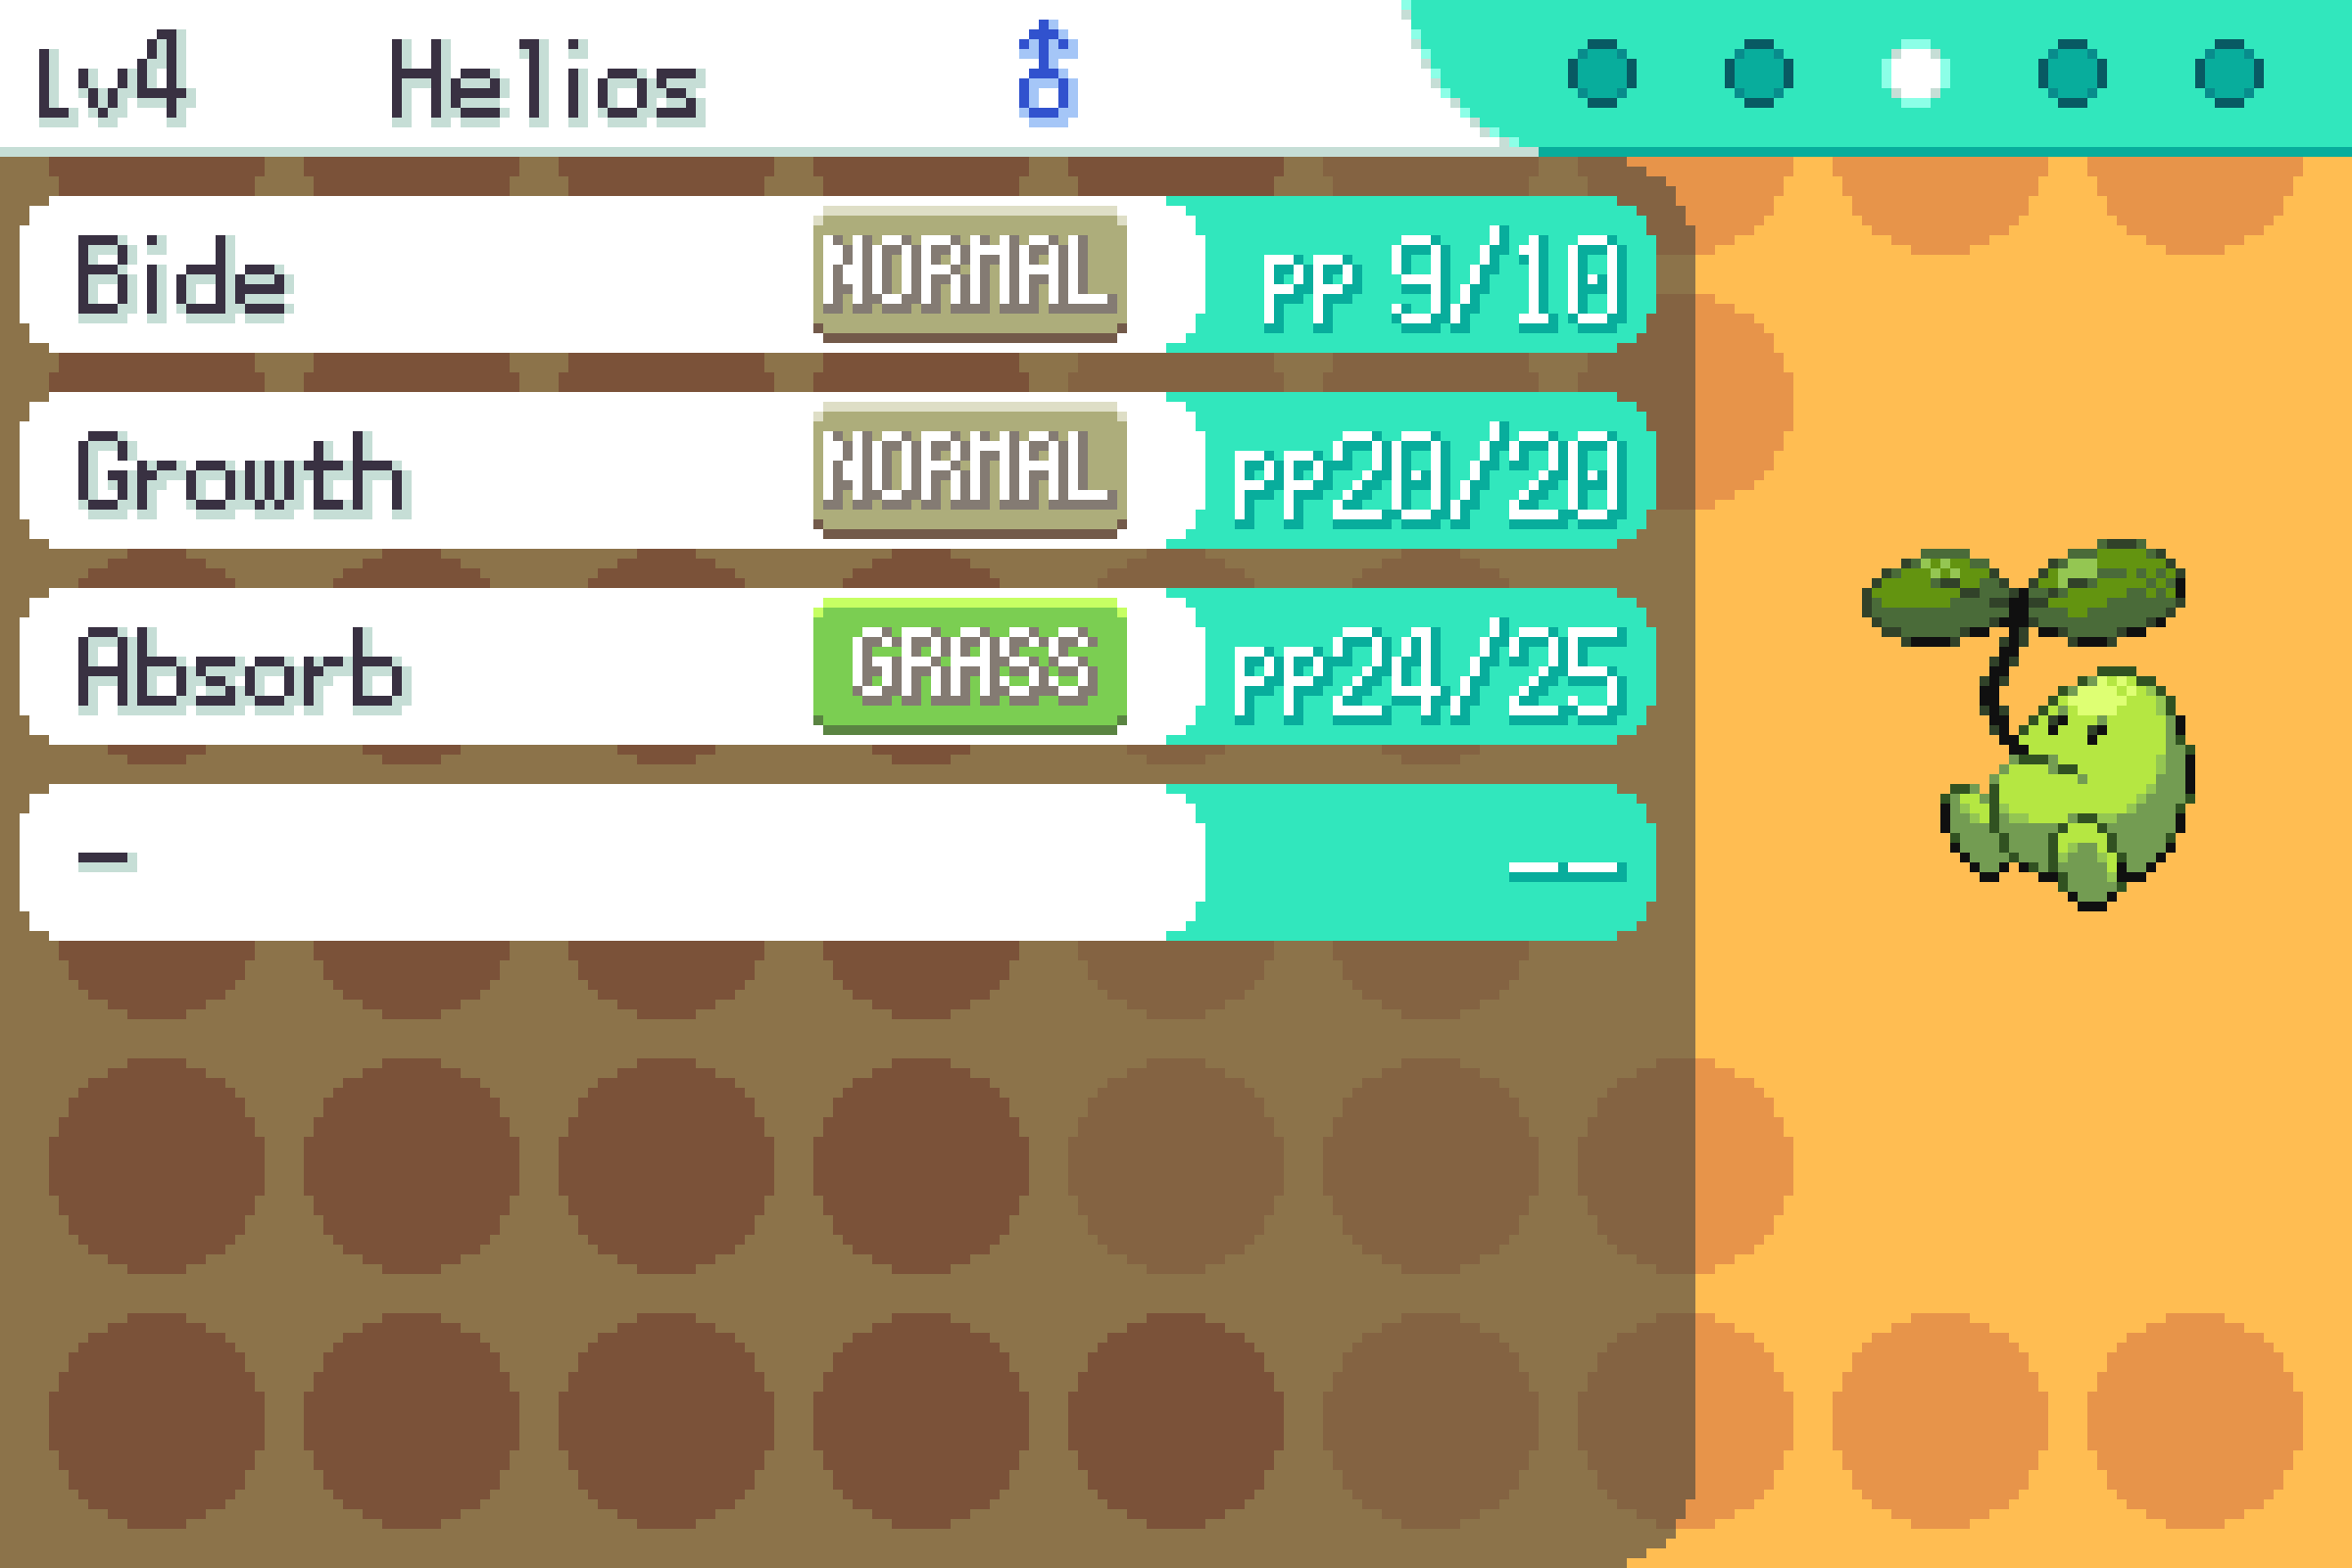 Lv4 Helios ♂
Bide NORMAL PP 9/10
Growth NORMAL PP20/20
Absorb GRASS PP24/25
– --